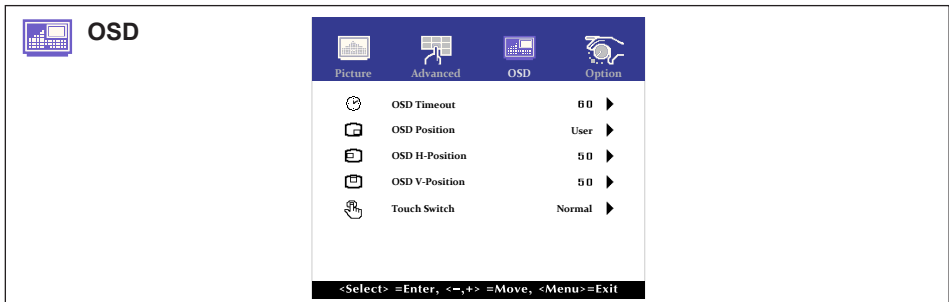 OSD
Picture Advanced OSD Option
OSD Timeout 60
OSD Position User
OSD H-Position 50
OSD V-Position 50
Touch Switch Normal
<Select> =Enter, <−,+> =Move, <Menu>=Exit